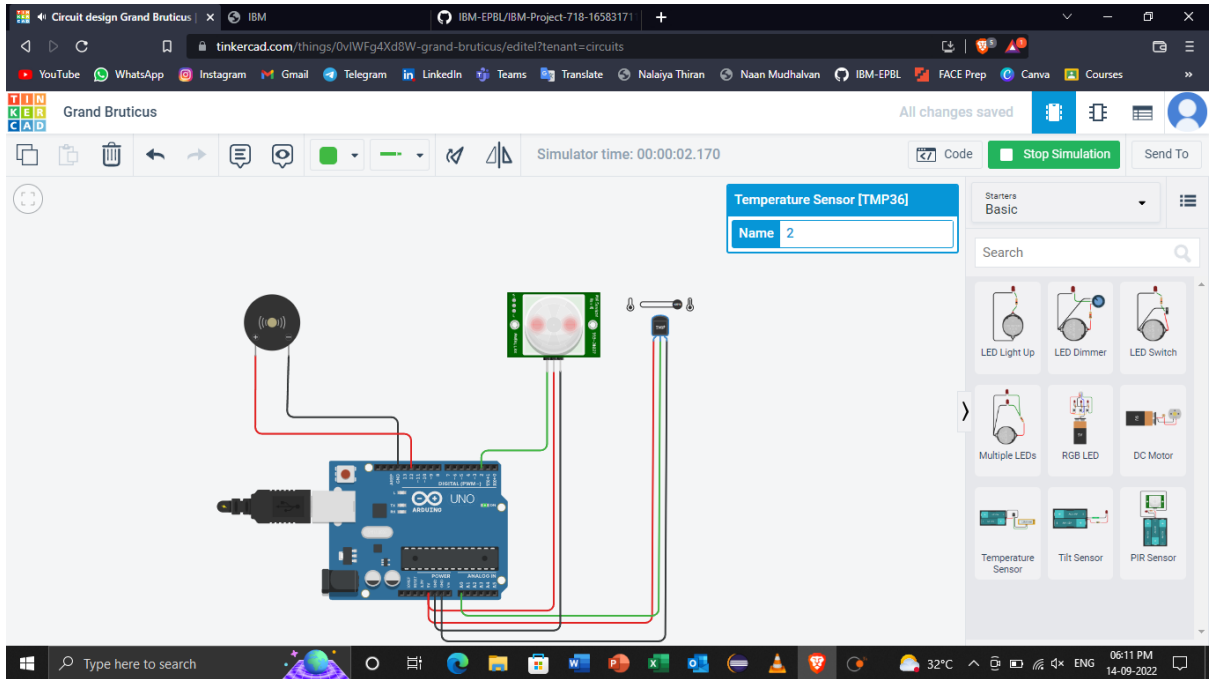 Circuit design Grand Bruticus |
IBM
IBM-EPBL/IBM-Project-718-16583171
tinkercad.com/things/0vlWFg4Xd8W-grand-bruticus/editel?tenant=circuits
YouTube WhatsApp Instagram Gmail Telegram LinkedIn Teams Translate Nalaiya Thiran Naan Mudhalvan IBM-EPBL FACE Prep Canva Courses
TIN
KER
CAD
Grand Bruticus
All changes saved
Simulator time: 00:00:02.170
Code
Stop Simulation
Send To
Temperature Sensor [TMP36]
Name 2
Starters
Basic
Search
LED Light Up LED Dimmer LED Switch
Multiple LEDs RGB LED DC Motor
Temperature
Sensor
Tilt Sensor PIR Sensor
TMP
DIGITAL (PWM~)
UNO
ARDUINO
POWER ANALOG IN
Type here to search
32°C
ENG
06:11 PM
14-09-2022